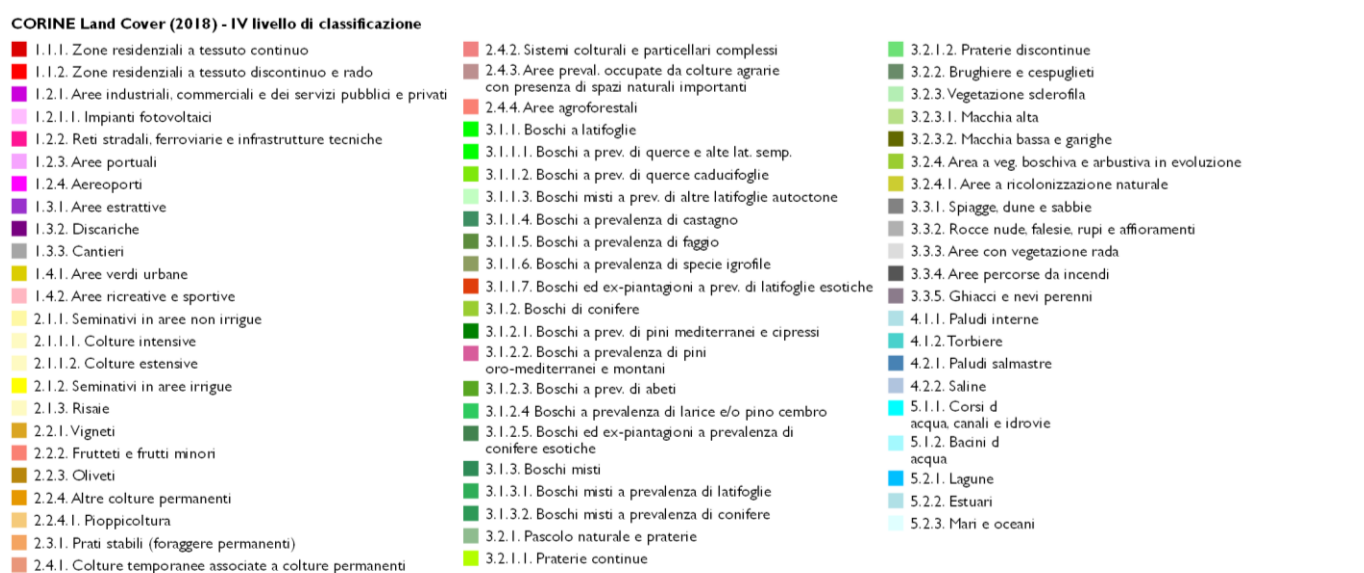 CORINE Land Cover (2018) - IV livello di classificazione
1.1.1. Zone residenziali a tessuto continuo
1.1.2. Zone residenziali a tessuto discontinuo e rado
1.2.1. Aree industriali, commerciali e dei servizi pubblici e privati
1.2.1.1. Impianti fotovoltaici
1.2.2. Reti stradali, ferroviarie e infrastrutture tecniche
1.2.3. Aree portuali
1.2.4. Aereoporti
1.3.1. Aree estrattive
1.3.2. Discariche
1.3.3. Cantieri
1.4.1. Aree verdi urbane
1.4.2. Aree ricreative e sportive
2.1.1. Seminativi in aree non irrigue
2.1.1.1. Colture intensive
2.1.1.2. Colture estensive
2.1.2. Seminativi in aree irrigue
2.1.3. Risaie
2.2.1. Vigneti
2.2.2. Frutteti e frutti minori
2.2.3. Oliveti
2.2.4. Altre colture permanenti
2.2.4.1. Pioppicoltura
2.3.1. Prati stabili (foraggere permanenti)
2.4.1. Colture temporanee associate a colture permanenti
2.4.2. Sistemi colturali e particellari complessi
2.4.3. Aree preval. occupate da colture agrarie
con presenza di spazi naturali importanti
2.4.4. Aree agroforestali
3.1.1. Boschi a latifoglie
3.1.1.1. Boschi a prev. di querce e alte lat. semp.
3.1.1.2. Boschi a prev. di querce caducifoglie
3.1.1.3. Boschi misti a prev. di altre latifoglie autoctone
3.1.1.4. Boschi a prevalenza di castagno
3.1.1.5. Boschi a prevalenza di faggio
3.1.1.6. Boschi a prevalenza di specie igrofile
3.1.1.7. Boschi ed ex-piantagioni a prev. di latifoglie esotiche
3.1.2. Boschi di conifere
3.1.2.1. Boschi a prev. di pini mediterranei e cipressi
3.1.2.2. Boschi a prevalenza di pini
oro-mediterranei e montani
3.1.2.3. Boschi a prev. di abeti
3.1.2.4 Boschi a prevalenza di larice e/o pino cembro
3.1.2.5. Boschi ed ex-piantagioni a prevalenza di
conifere esotiche
3.1.3. Boschi misti
3.1.3.1. Boschi misti a prevalenza di latifoglie
3.1.3.2. Boschi misti a prevalenza di conifere
3.2.1. Pascolo naturale e praterie
3.2.1.1. Praterie continue
3.2.1.2. Praterie discontinue
3.2.2. Brughiere e cespuglieti
3.2.3. Vegetazione sclerofila
3.2.3.1. Macchia alta
3.2.3.2. Macchia bassa e garighe
3.2.4. Area a veg. boschiva e arbustiva in evoluzione
3.2.4.1. Aree a ricolonizzazione naturale
3.3.1. Spiagge, dune e sabbie
3.3.2. Rocce nude, falesie, rupi e affioramenti
3.3.3. Aree con vegetazione rada
3.3.4. Aree percorse da incendi
3.3.5. Ghiacci e nevi perenni
4.1.1. Paludi interne
4.1.2. Torbiere
4.2.1. Paludi salmastre
4.2.2. Saline
5.1.1. Corsi d
acqua, canali e idrovie
5.1.2. Bacini d
acqua
5.2.1. Lagune
5.2.2. Estuari
5.2.3. Mari e oceani